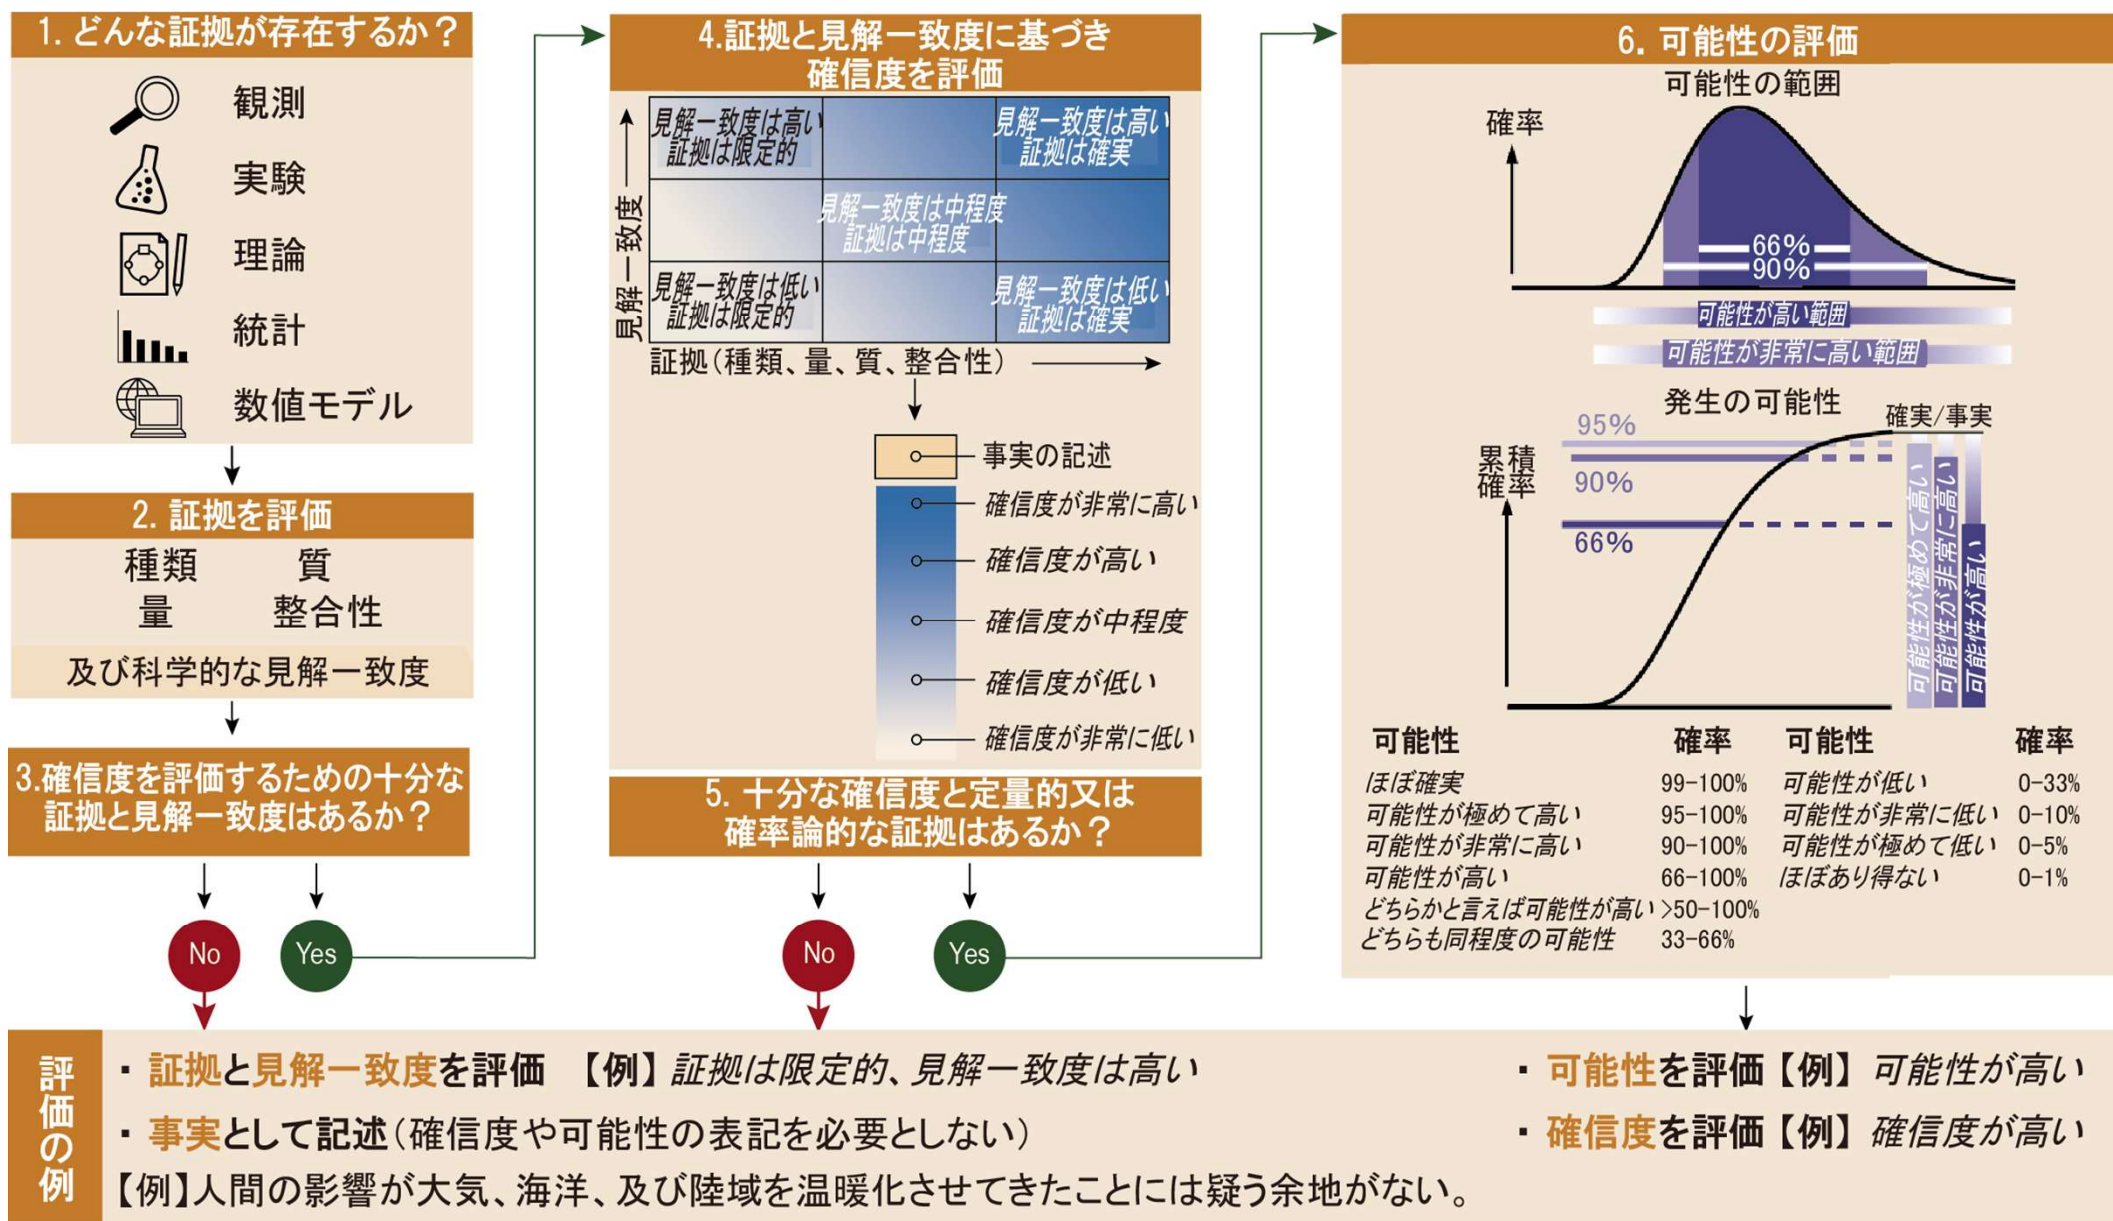 1. どんな証拠が存在するか？
観測
実験
理論
統計
数値モデル
2. 証拠を評価
種類 質
量 整合性
及び科学的な見解一致度
3.確信度を評価するための十分な
証拠と見解一致度はあるか？
No Yes
4.証拠と見解一致度に基づき
確信度を評価
見解一致度
見解一致度は高い
証拠は限定的
見解一致度は高い
証拠は確実
見解一致度は中程度
証拠は中程度
見解一致度は低い
証拠は限定的
見解一致度は低い
証拠は確実
証拠（種類、量、質、整合性）
事実の記述
確信度が非常に高い
確信度が高い
確信度が中程度
確信度が低い
確信度が非常に低い
5. 十分な確信度と定量的又は
確率論的な証拠はあるか？
No Yes
6. 可能性の評価
可能性の範囲
確率
66%
90%
可能性が高い範囲
可能性が非常に高い範囲
発生の可能性
確実/事実
累積
確率
95%
90%
66%
可能性が極めて高い
可能性が非常に高い
可能性が高い
可能性 確率 可能性 確率
ほぼ確実 99-100% 可能性が低い 0-33%
可能性が極めて高い 95-100% 可能性が非常に低い 0-10%
可能性が非常に高い 90-100% 可能性が極めて低い 0-5%
可能性が高い 66-100% ほぼあり得ない 0-1%
どちらかと言えば可能性が高い >50-100%
どちらも同程度の可能性 33-66%
評価の例
・証拠と見解一致度を評価 【例】 証拠は限定的、見解一致度は高い
・事実として記述（確信度や可能性の表記を必要としない）
【例】人間の影響が大気、海洋、及び陸域を温暖化させてきたことには疑う余地がない。
・可能性を評価【例】 可能性が高い
・確信度を評価【例】 確信度が高い